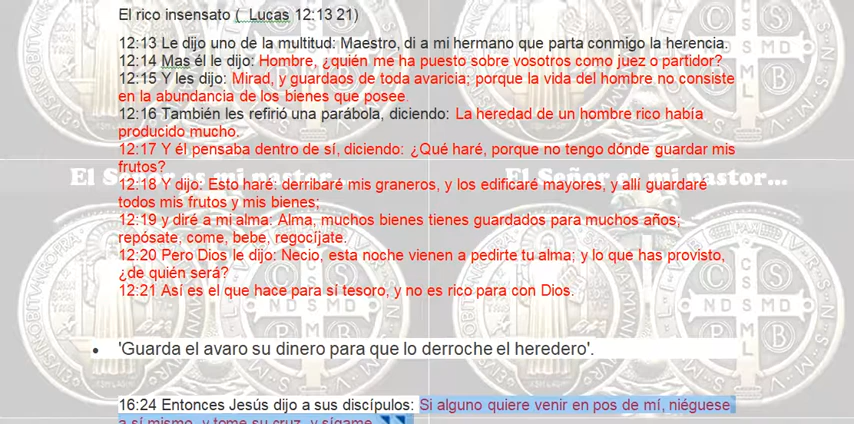 El rico insensato ( Lucas 12:13 21)
12:13 Le dijo uno de la multitud: Maestro, di a mi hermano que parta conmigo la herencia.
12:14 Mas él le dijo: Hombre, ¿quién me ha puesto sobre vosotros como juez o partidor?
12:15 Y les dijo: Mirad, y guardaos de toda avaricia; porque la vida del hombre no consiste
en la abundancia de los bienes que posee.
12:16 También les refirió una parábola, diciendo: La heredad de un hombre rico había
producido mucho.
12:17 Y él pensaba dentro de sí, diciendo: ¿Qué haré, porque no tengo dónde guardar mis
frutos?
El Señor es mi pastor... El Señor es mi pastor...
12:18 Y dijo: Esto haré: derribaré mis graneros, y los edificaré mayores, y allí guardaré
todos mis frutos y mis bienes;
12:19 y diré a mi alma: Alma, muchos bienes tienes guardados para muchos años;
repósate, come, bebe, regocíjate.
12:20 Pero Dios le dijo: Necio, esta noche vienen a pedirte tu alma; y lo que has provisto,
¿de quién será?
12:21 Así es el que hace para sí tesoro, y no es rico para con Dios.
• 'Guarda el avaro su dinero para que lo derroche el heredero'.
16:24 Entonces Jesús dijo a sus discípulos: Si alguno quiere venir en pos de mí, niéguese
a sí mismo, y tome su cruz, y sígame.